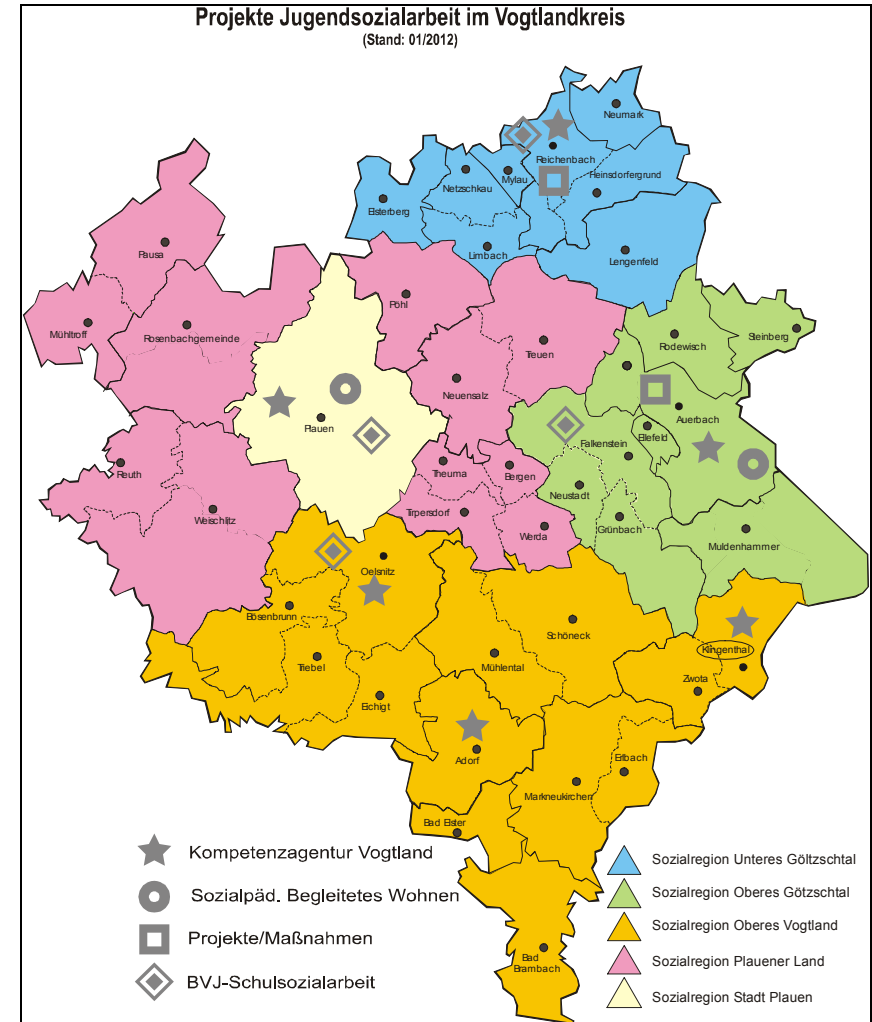 Projekte Jugendsozialarbeit im Vogtlandkreis
(Stand: 01/2012)
Neumark
Reichenbach
Mylau
Heinsdorfergrund
Netzschkau
Elsterberg
Limbach
Lengenfeld
Pausa
Pöhl
Mühltroff
Rosenbachgemeinde
Treuen
Rodewisch
Steinberg
Neuensalz
Auerbach
Plauen
Ellefeld
Falkenstein
Theuma
Bergen
Reuth
Neustadt
Weischlitz
Tirpersdorf
Werda
Grünbach
Muldenhammer
Oelsnitz
Bösenbrunn
Schöneck
Klingenthal
Triebel
Mühlental
Zwota
Eichigt
Adorf
Erlbach
Markneukirchen
Bad Elster
Bad
Brambach
Kompetenzagentur Vogtland
Sozialpäd. Begleitetes Wohnen
Projekte/Maßnahmen
BVJ-Schulsozialarbeit
Sozialregion Unteres Göltzschtal
Sozialregion Oberes Götzschtal
Sozialregion Oberes Vogtland
Sozialregion Plauener Land
Sozialregion Stadt Plauen